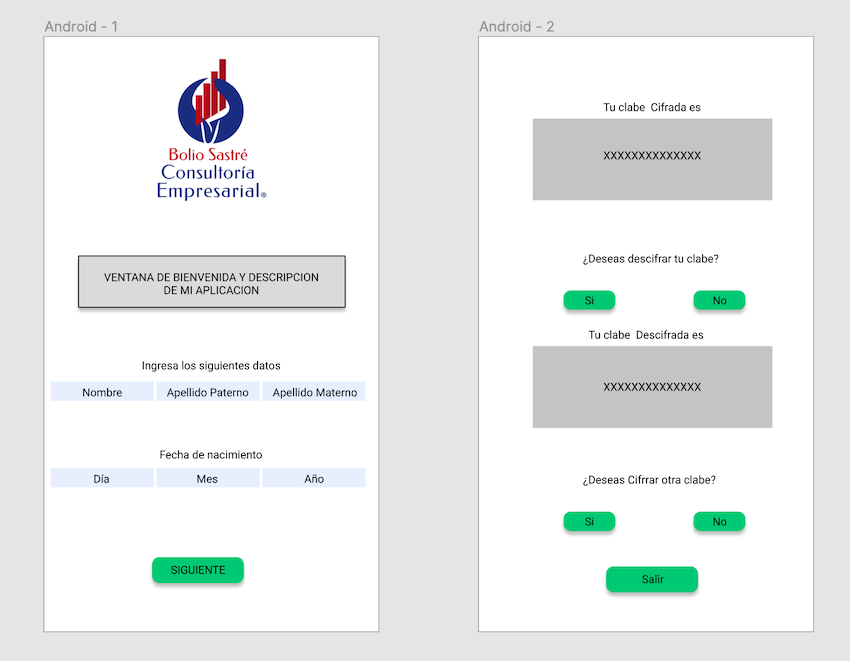 Android - 1
Bolio Sastré
Consultoría
Empresarial®
VENTANA DE BIENVENIDA Y DESCRIPCION
DE MI APLICACION
Ingresa los siguientes datos
Nombre Apellido Paterno Apellido Materno
Fecha de nacimiento
Día Mes Año
SIGUIENTE
Android - 2
Tu clabe Cifrada es
XXXXXXXXXXXXXX
¿Deseas descifrar tu clabe?
Si No
Tu clabe Descifrada es
XXXXXXXXXXXXXX
¿Deseas Cifrrar otra clabe?
Si No
Salir